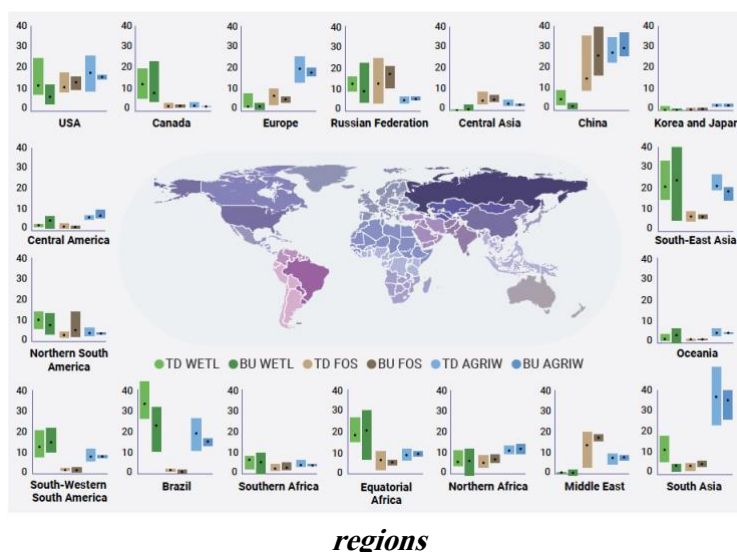 40 40 40 40 40 40 40
30 30 30 30 30 30 30
20 20 20 20 20 20 20
10 10 10 10 10 10 10
0 0 0 0 0 0 0
USA Canada Europe Russian Federation Central Asia China Korea and Japan
40 40
30 30
20 20
10 10
0 0
Central America South-East Asia
40 40
30 30
20 20
10 10
0 0
Northern South
America
Oceania
TD WETL BU WETL TD FOS BU FOS TD AGRIW BU AGRIW
40 40 40 40 40 40 40
30 30 30 30 30 30 30
20 20 20 20 20 20 20
10 10 10 10 10 10 10
0 0 0 0 0 0 0
South-Western
South America
Brazil
Southern Africa
Equatorial
Africa
Northern Africa
Middle East
South Asia
regions